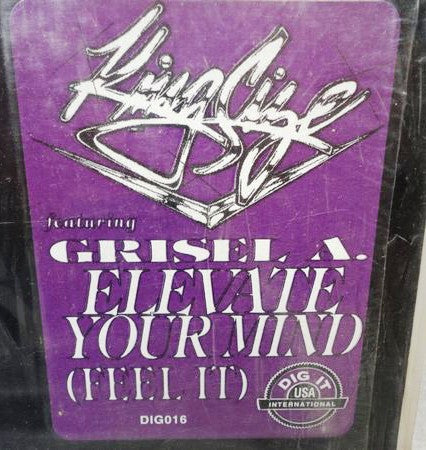 King Size
featuring
GRISEL A.
ELEVATE
YOUR MIND
(FEEL IT)
DIG016
DIG IT
USA
INTERNATIONAL